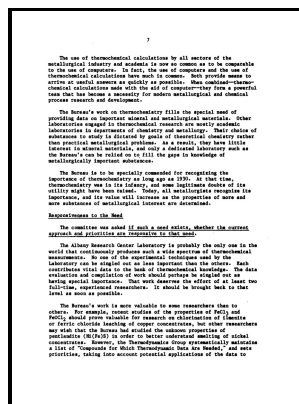 7
The use of thermochemical calculations by all sectors of the
metallurgical industry and academia is now so common as to be comparable
to the use of computers. In fact, the use of computers and the use of
thermochemical calculations have much in common. Both provide means to
arrive at useful answers as quickly as possible. When combined--thermo-
chemical calculations made with the aid of computer--they form a powerful
team that has become a necessity for modern metallurgical and chemical
process research and development.
The Bureau's work on thermochemistry fills the special need of
providing data on important mineral and metallurgical materials. Other
laboratories engaged in thermochemical research are mostly academic
laboratories in departments of chemistry and metallurgy. Their choice of
substances to study is dictated by goals of theoretical chemistry rather
than practical metallurgical problems. As a result, they have little
interest in mineral materials, and only a dedicated laboratory such as
the Bureau's can be relied on to fill the gaps in knowledge of
metallurgically important substances.
The Bureau is to be specially commended for recognizing the
importance of thermochemistry as long ago as 1930. At that time,
thermochemistry was in its infancy, and some legitimate doubt of its
utility might have been raised. Today, all metallurgists recognize its
importance, and its value will increase as the properties of more and
more substances of metallurgical interest are determined.
Responsiveness to the Need
The committee was asked if such a need exists, whether the current
approach and priorities are responsive to that need.
The Albany Research Center Laboratory is probably the only one in the
world that continuously produces such a wide spectrum of thermochemical
measurements. No one of the experimental techniques used by the
Laboratory can be singled out as less important than the others. Each
contributes vital data to the bank of thermochemical knowledge. The data
evaluation and compilation of work should perhaps be singled out as
having special importance. That work deserves the effort of at least two
full-time, experienced researchers. It should be brought back to that
level as soon as possible.
The Bureau's work is more valuable to some researchers than to
others. For example, recent studies of the properties of FeCl3 and
FeCl2 should prove valuable for research on chlorination of ilmenite
or ferric chloride leaching of copper concentrates, but other researchers
may wish that the Bureau had studied the unknown properties of
pentlandite (Ni(Fe)S) in order to better understand smelting of nickel
concentrates. However, the Thermodynamics Group systematically maintains
a list of "Compounds for Which Thermodynamic Data Are Needed," and sets
priorities, taking into account potential applications of the data to